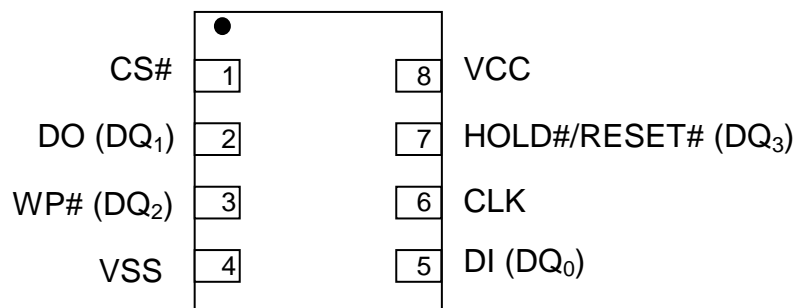 CS# 1 8 VCC
DO (DQ₁) 2 7 HOLD#/RESET# (DQ₃)
WP# (DQ₂) 3 6 CLK
VSS 4 5 DI (DQ₀)